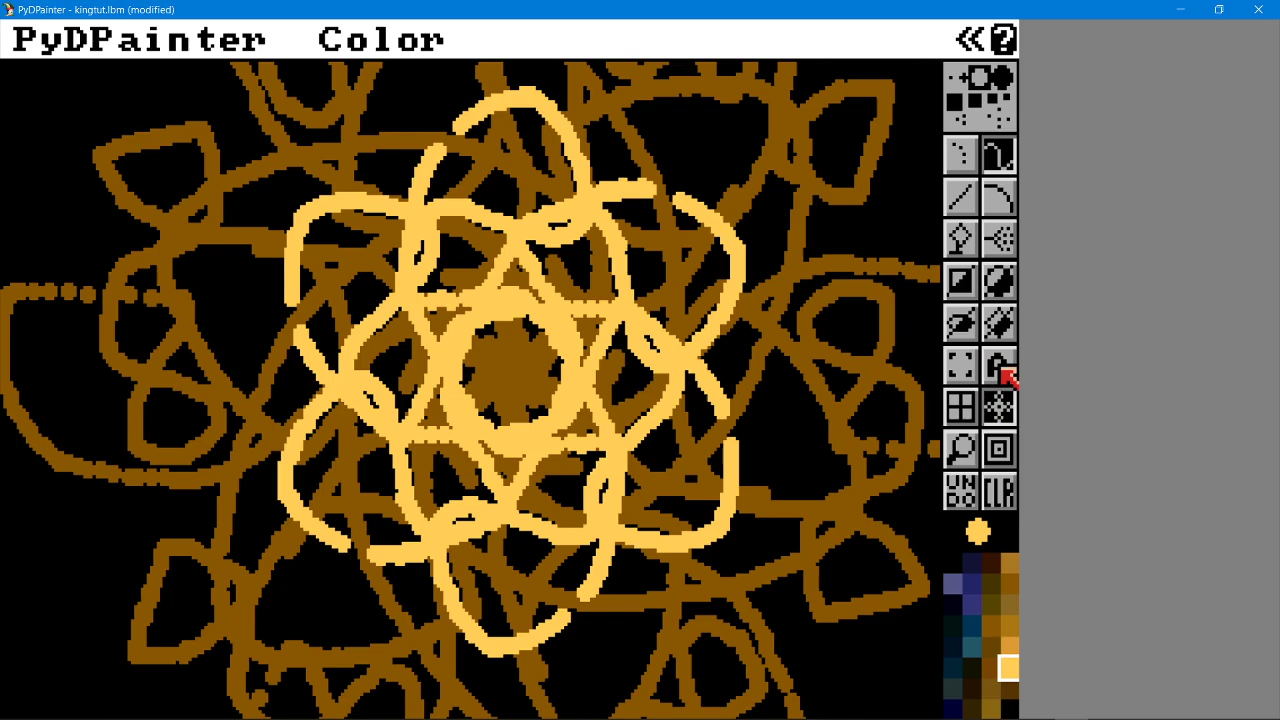 PyDPainter - kingtut.lbm (modified)
PyDPainter Color
UN
DO
CLR